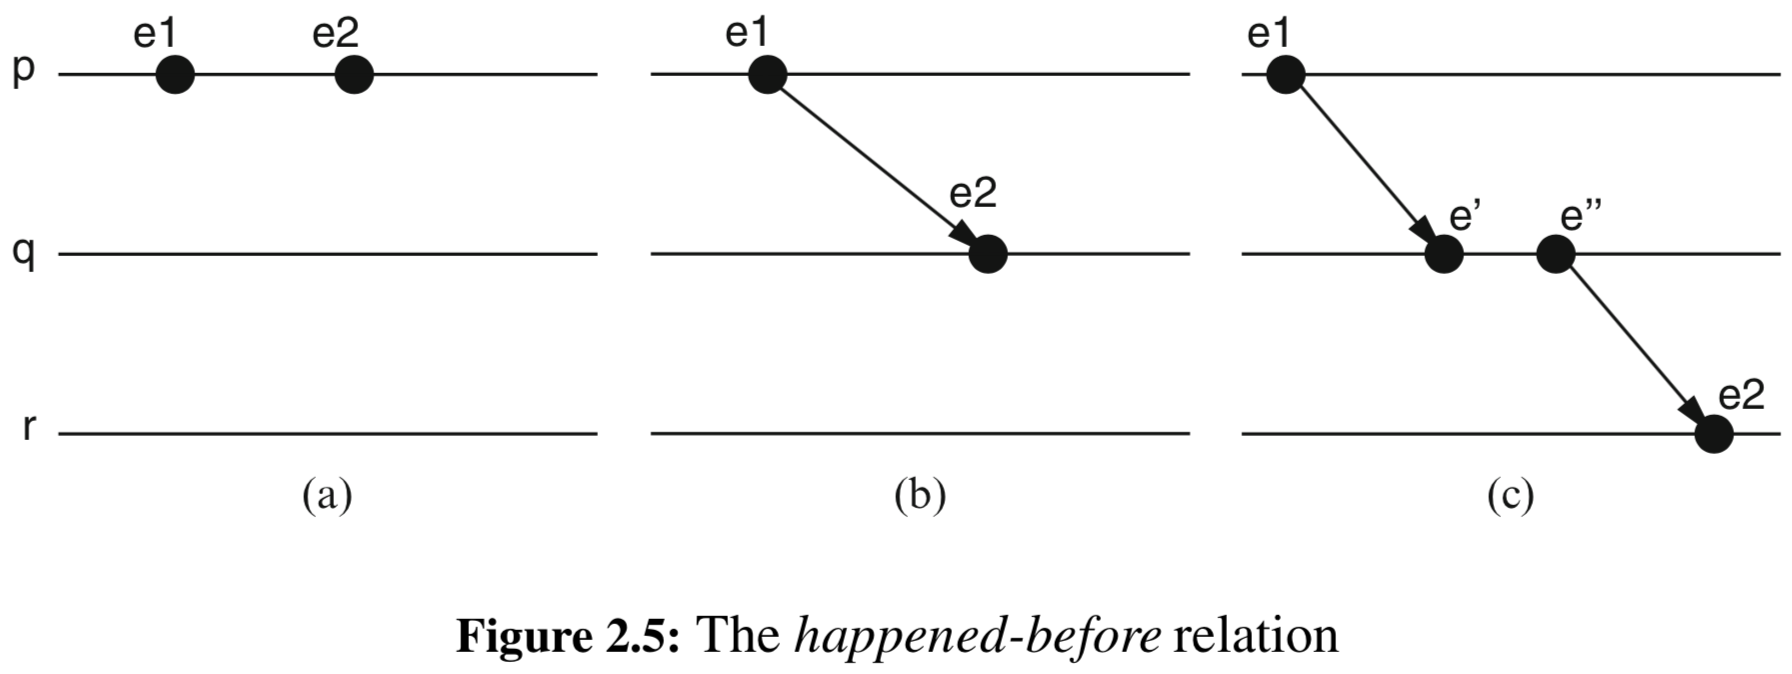 e1 e2 e1 e1
p
e2
e' e''
q
e2
r
(a) (b) (c)
Figure 2.5: The happened-before relation